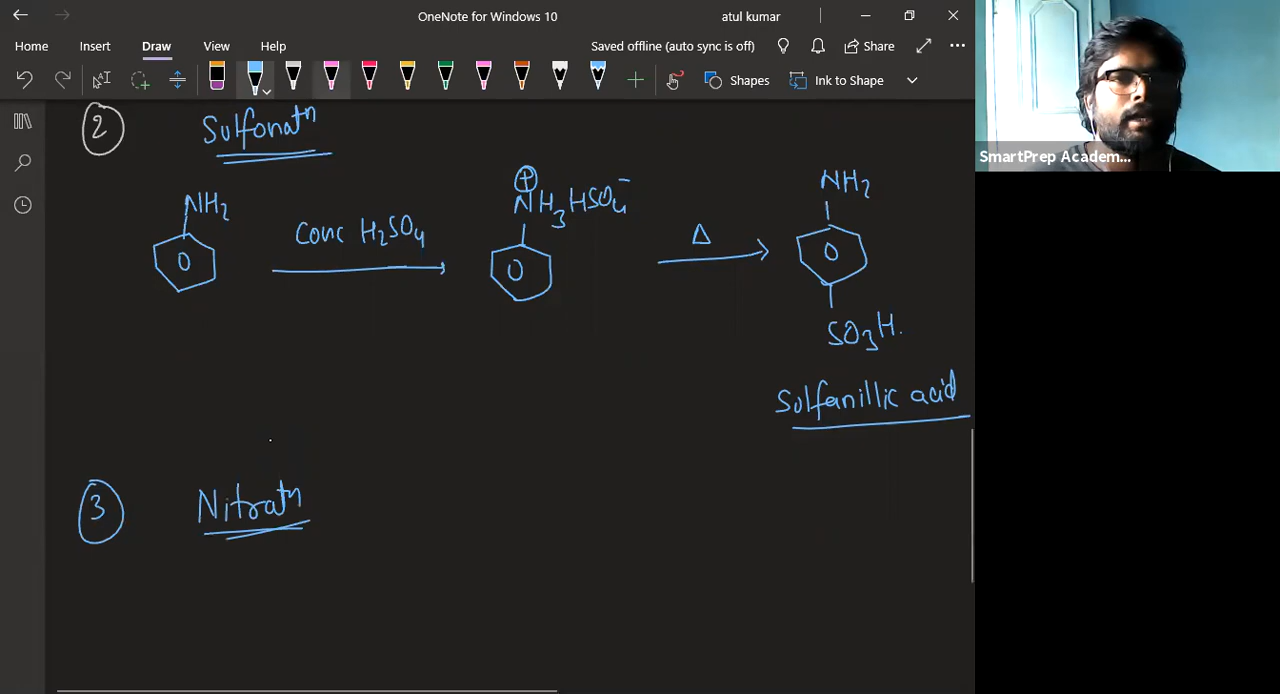 OneNote for Windows 10
atul kumar
Home Insert Draw View Help
Saved offline (auto sync is off)
Share
Shapes
Ink to Shape
SmartPrep Academ...
2 Sulfonatn
NH2
Conc H2SO4
⊕
NH3HSO4-
Δ
NH2
SO3H.
Sulfanillic acid
3 Nitratn